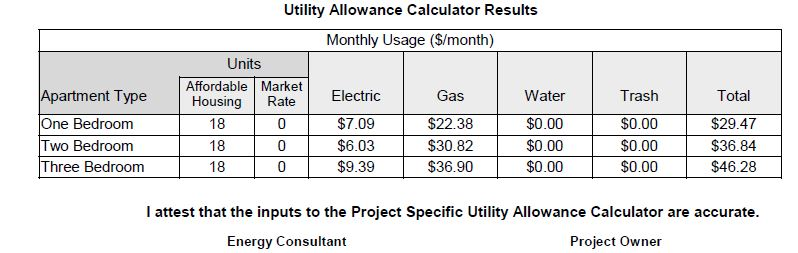 Utility Allowance Calculator Results
Monthly Usage ($/month)
Units
Apartment Type Affordable Housing Market Rate Electric Gas Water Trash Total
One Bedroom 18 0 $7.09 $22.38 $0.00 $0.00 $29.47
Two Bedroom 18 0 $6.03 $30.82 $0.00 $0.00 $36.84
Three Bedroom 18 0 $9.39 $36.90 $0.00 $0.00 $46.28
I attest that the inputs to the Project Specific Utility Allowance Calculator are accurate.
Energy Consultant Project Owner